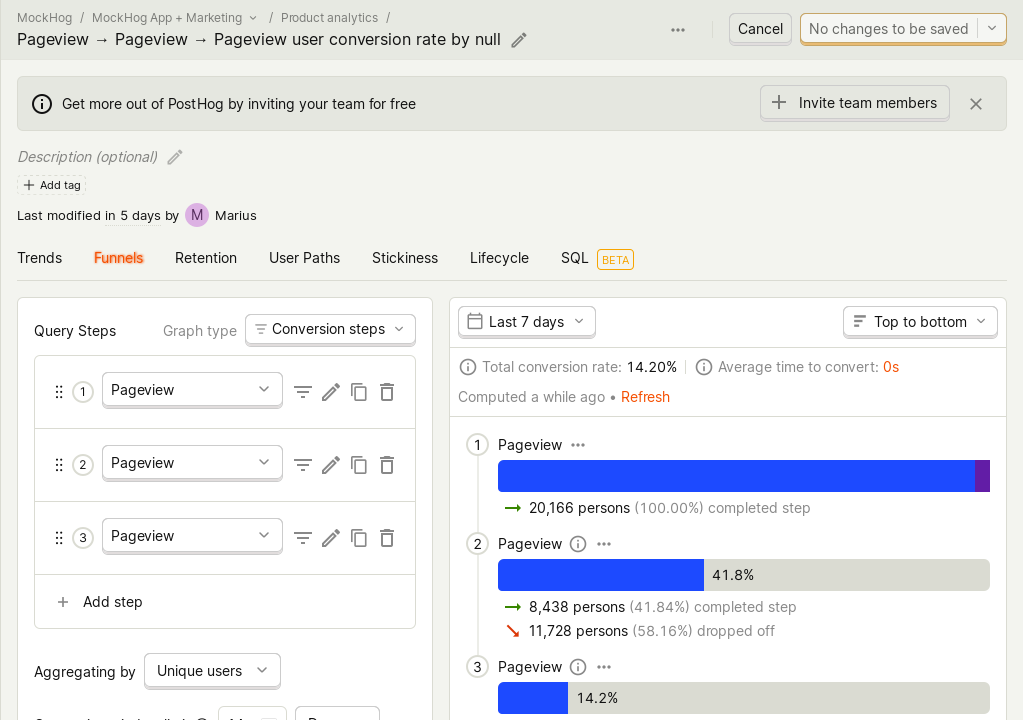 MockHog / MockHog App + Marketing / Product analytics /
Pageview → Pageview → Pageview user conversion rate by null
Cancel
No changes to be saved
Get more out of PostHog by inviting your team for free
Invite team members
Description (optional)
Add tag
Last modified in 5 days by M Marius
Trends Funnels Retention User Paths Stickiness Lifecycle SQL BETA
Query Steps
Graph type
Conversion steps
1 Pageview
2 Pageview
3 Pageview
Add step
Aggregating by
Unique users
Last 7 days
Top to bottom
Total conversion rate: 14.20%
Average time to convert: 0s
Computed a while ago • Refresh
1 Pageview
20,166 persons (100.00%) completed step
2 Pageview
41.8%
8,438 persons (41.84%) completed step
11,728 persons (58.16%) dropped off
3 Pageview
14.2%